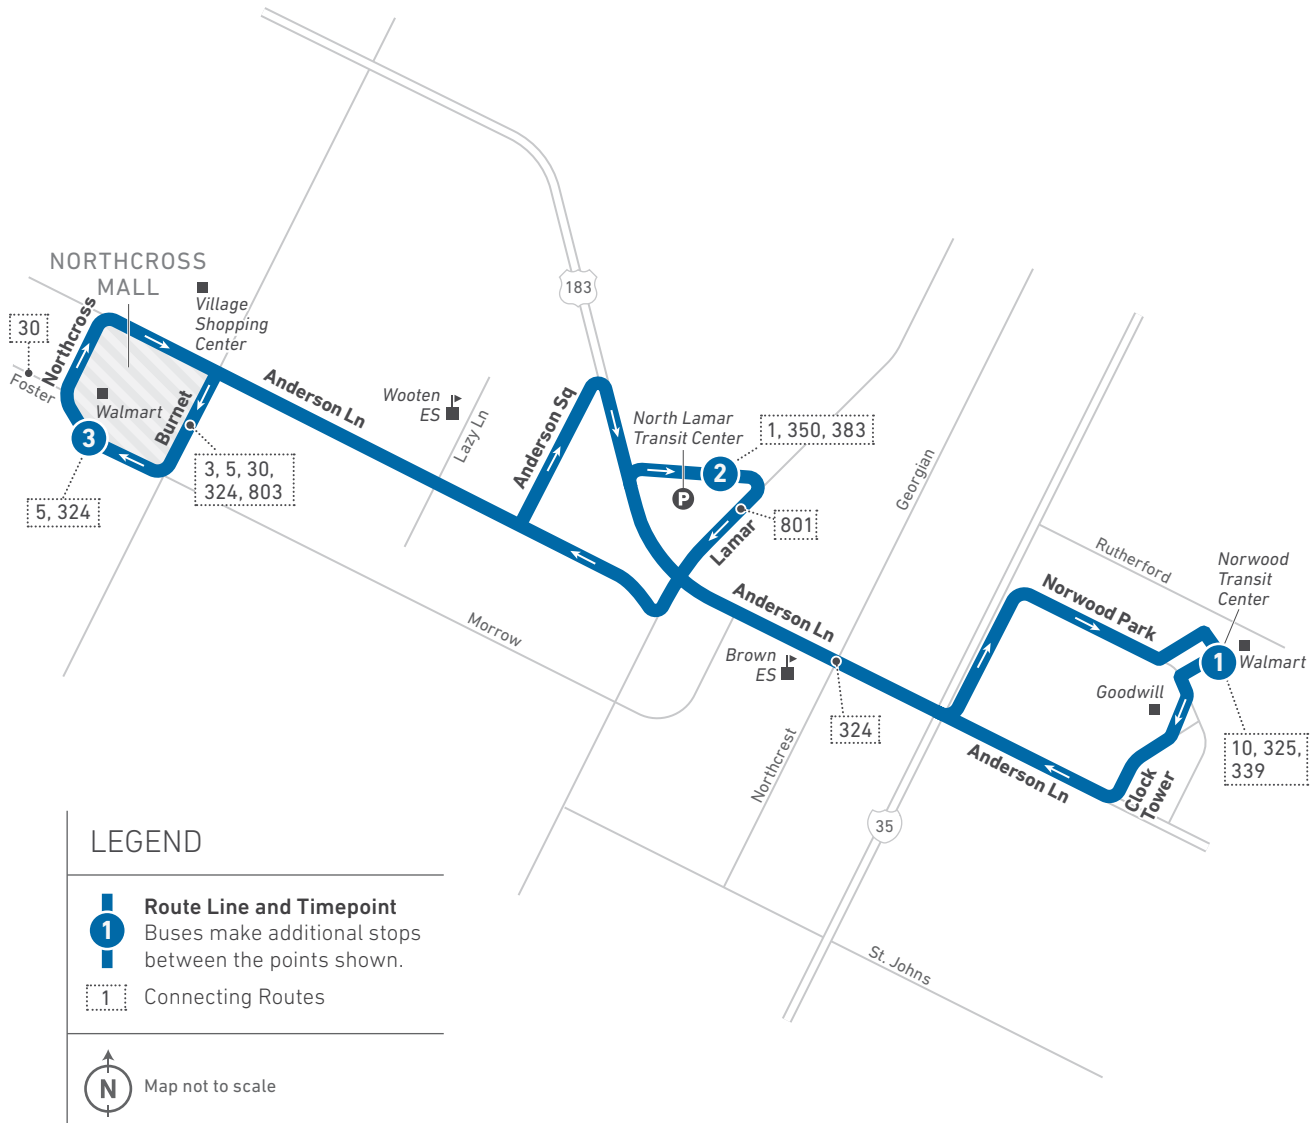 183
NORTHCROSS
MALL
Village
Shopping
Center
30
Northcross
Foster
Walmart
Burnet
3
5, 324
3, 5, 30,
324, 803
Anderson Ln
Wooten
ES
Lazy Ln
Anderson Sq
North Lamar
Transit Center
P
2
1, 350, 383
801
Lamar
Georgian
Morrow
Anderson Ln
Brown
ES
324
Northcrest
Rutherford
Norwood
Transit
Center
Norwood Park
1
Walmart
Goodwill
10, 325,
339
Anderson Ln
Clock
Tower
35
St. Johns
LEGEND
1
Route Line and Timepoint
Buses make additional stops
between the points shown.
1
Connecting Routes
N
Map not to scale